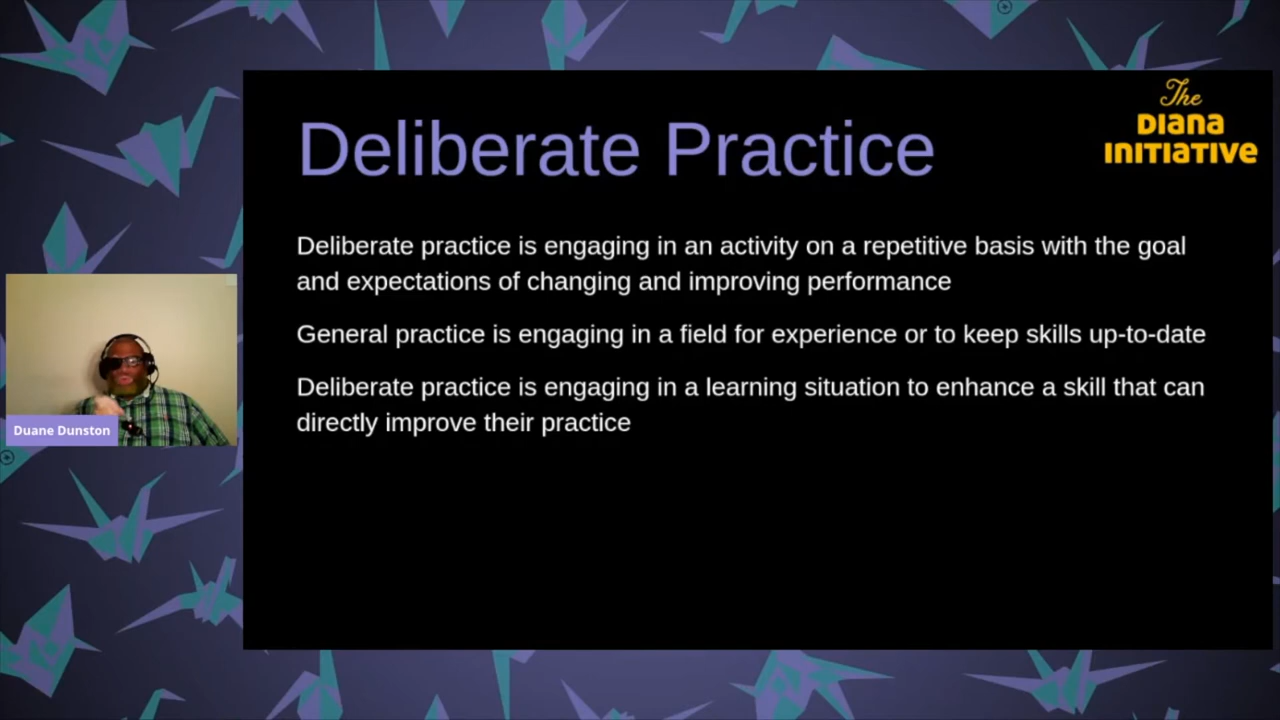 The
DIANA
INITIATIVE
Deliberate Practice
Deliberate practice is engaging in an activity on a repetitive basis with the goal
and expectations of changing and improving performance
General practice is engaging in a field for experience or to keep skills up-to-date
Deliberate practice is engaging in a learning situation to enhance a skill that can
directly improve their practice
Duane Dunston